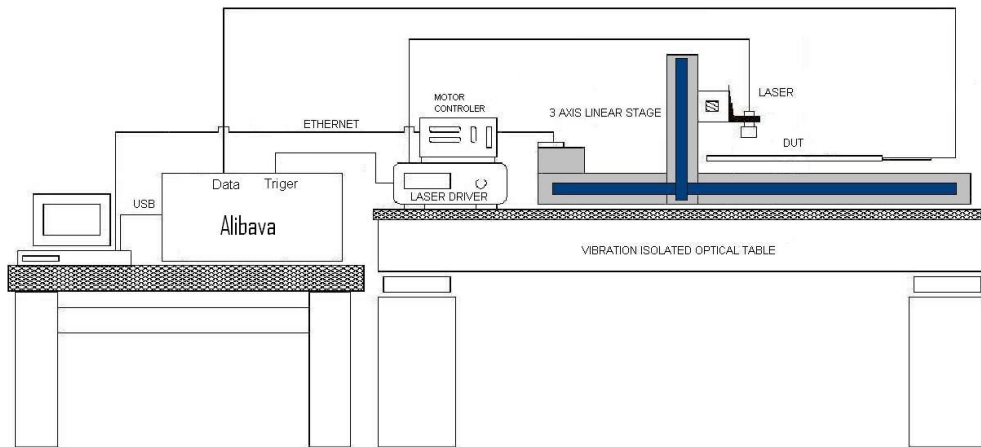 MOTOR
CONTROLER
LASER
3 AXIS LINEAR STAGE
ETHERNET
DUT
Data
Triger
LASER DRIVER
USB
Alibava
VIBRATION ISOLATED OPTICAL TABLE